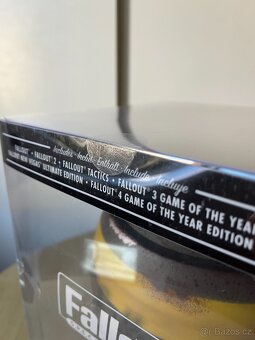 Includes · Inclut · Enthält · Include · Incluye
FALLOUT® · FALLOUT® 2 · FALLOUT® TACTICS · FALLOUT® 3 GAME OF THE YEAR
FALLOUT® NEW VEGAS® ULTIMATE EDITION · FALLOUT® 4 GAME OF THE YEAR EDITION
Fallo
© Bazos.cz